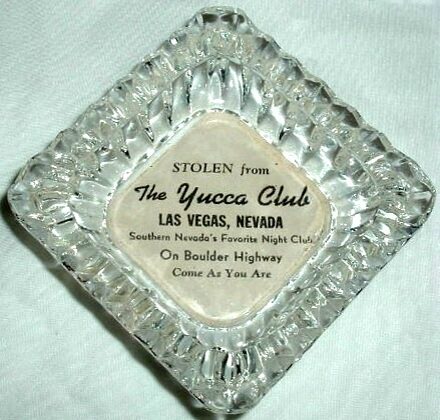 STOLEN from
The Yucca Club
LAS VEGAS, NEVADA
Southern Nevada's Favorite Night Club
On Boulder Highway
Come As You Are